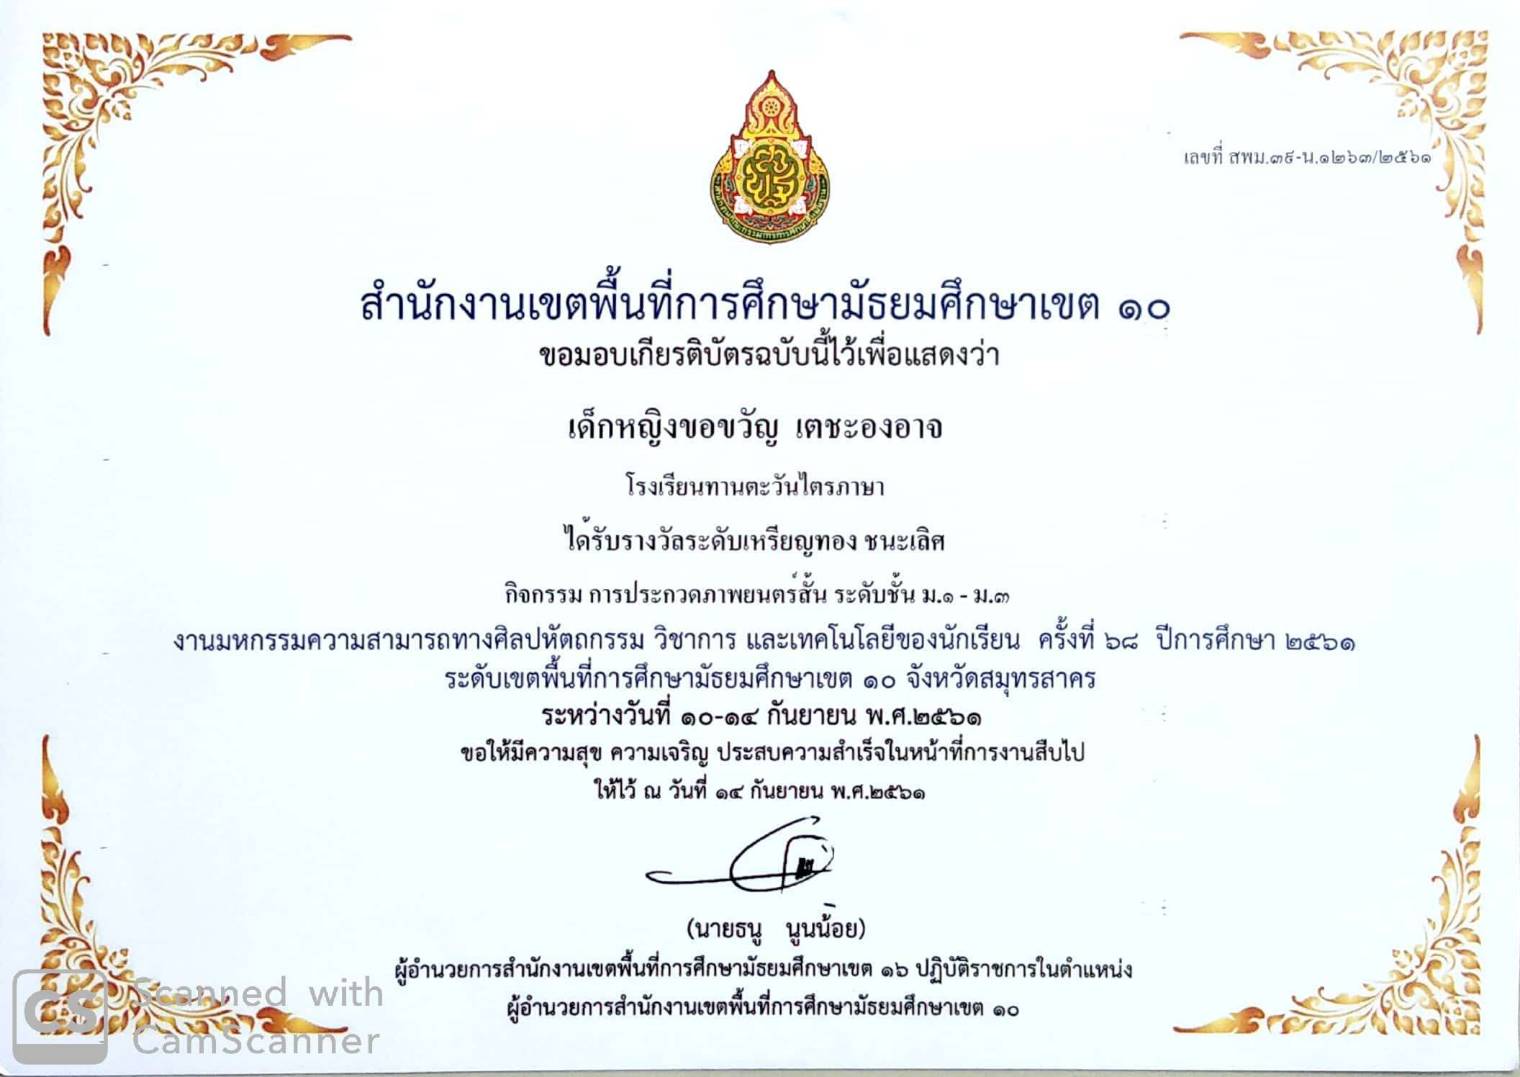 เลขที่ สพม.๓๙-น.๑๒๖๓/๒๕๖๑
สำนักงานเขตพื้นที่การศึกษามัธยมศึกษาเขต ๑๐
ขอมอบเกียรติบัตรฉบับนี้ไว้เพื่อแสดงว่า
เด็กหญิงขอขวัญ เตชะองอาจ
โรงเรียนทานตะวันไตรภาษา
ได้รับรางวัลระดับเหรียญทอง ชนะเลิศ
กิจกรรม การประกวดภาพยนตร์สั้น ระดับชั้น ม.๑ - ม.๓
งานมหกรรมความสามารถทางศิลปหัตถกรรม วิชาการ และเทคโนโลยีของนักเรียน ครั้งที่ ๖๘ ปีการศึกษา ๒๕๖๑
ระดับเขตพื้นที่การศึกษามัธยมศึกษาเขต ๑๐ จังหวัดสมุทรสาคร
ระหว่างวันที่ ๑๐-๑๔ กันยายน พ.ศ.๒๕๖๑
ขอให้มีความสุข ความเจริญ ประสบความสำเร็จในหน้าที่การงานสืบไป
ให้ไว้ ณ วันที่ ๑๔ กันยายน พ.ศ.๒๕๖๑
(นายธนู นูนน้อย)
ผู้อำนวยการสำนักงานเขตพื้นที่การศึกษามัธยมศึกษาเขต ๑๖ ปฏิบัติราชการในตำแหน่ง
ผู้อำนวยการสำนักงานเขตพื้นที่การศึกษามัธยมศึกษาเขต ๑๐
CS Scanned with
CamScanner